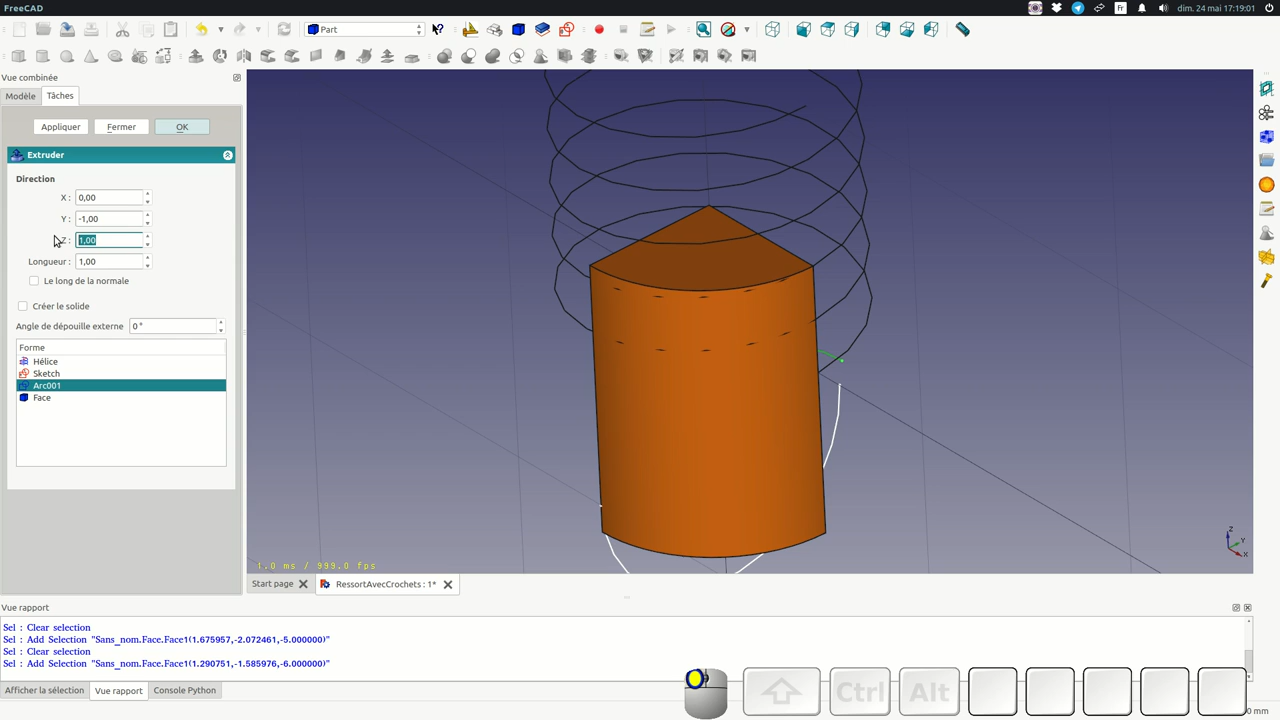 FreeCAD
Fr
dim. 24 mai 17:19:01
Part
Vue combinée
Modèle
Tâches
Appliquer
Fermer
OK
Extruder
Direction
X :
0,00
Y :
-1,00
Z :
1,00
Longueur :
1,00
Le long de la normale
Créer le solide
Angle de dépouille externe
0 °
Forme
Hélice
Sketch
Arc001
Face
Z
Y
X
1.0 ms / 999.0 fps
Start page
RessortAvecCrochets : 1*
Vue rapport
Sel : Clear selection
Sel : Add Selection "Sans_nom.Face.Face1(1.675957,-2.072461,-5.000000)"
Sel : Clear selection
Sel : Add Selection "Sans_nom.Face.Face1(1.290751,-1.585976,-6.000000)"
Afficher la sélection
Vue rapport
Console Python
Ctrl
Alt
0 mm